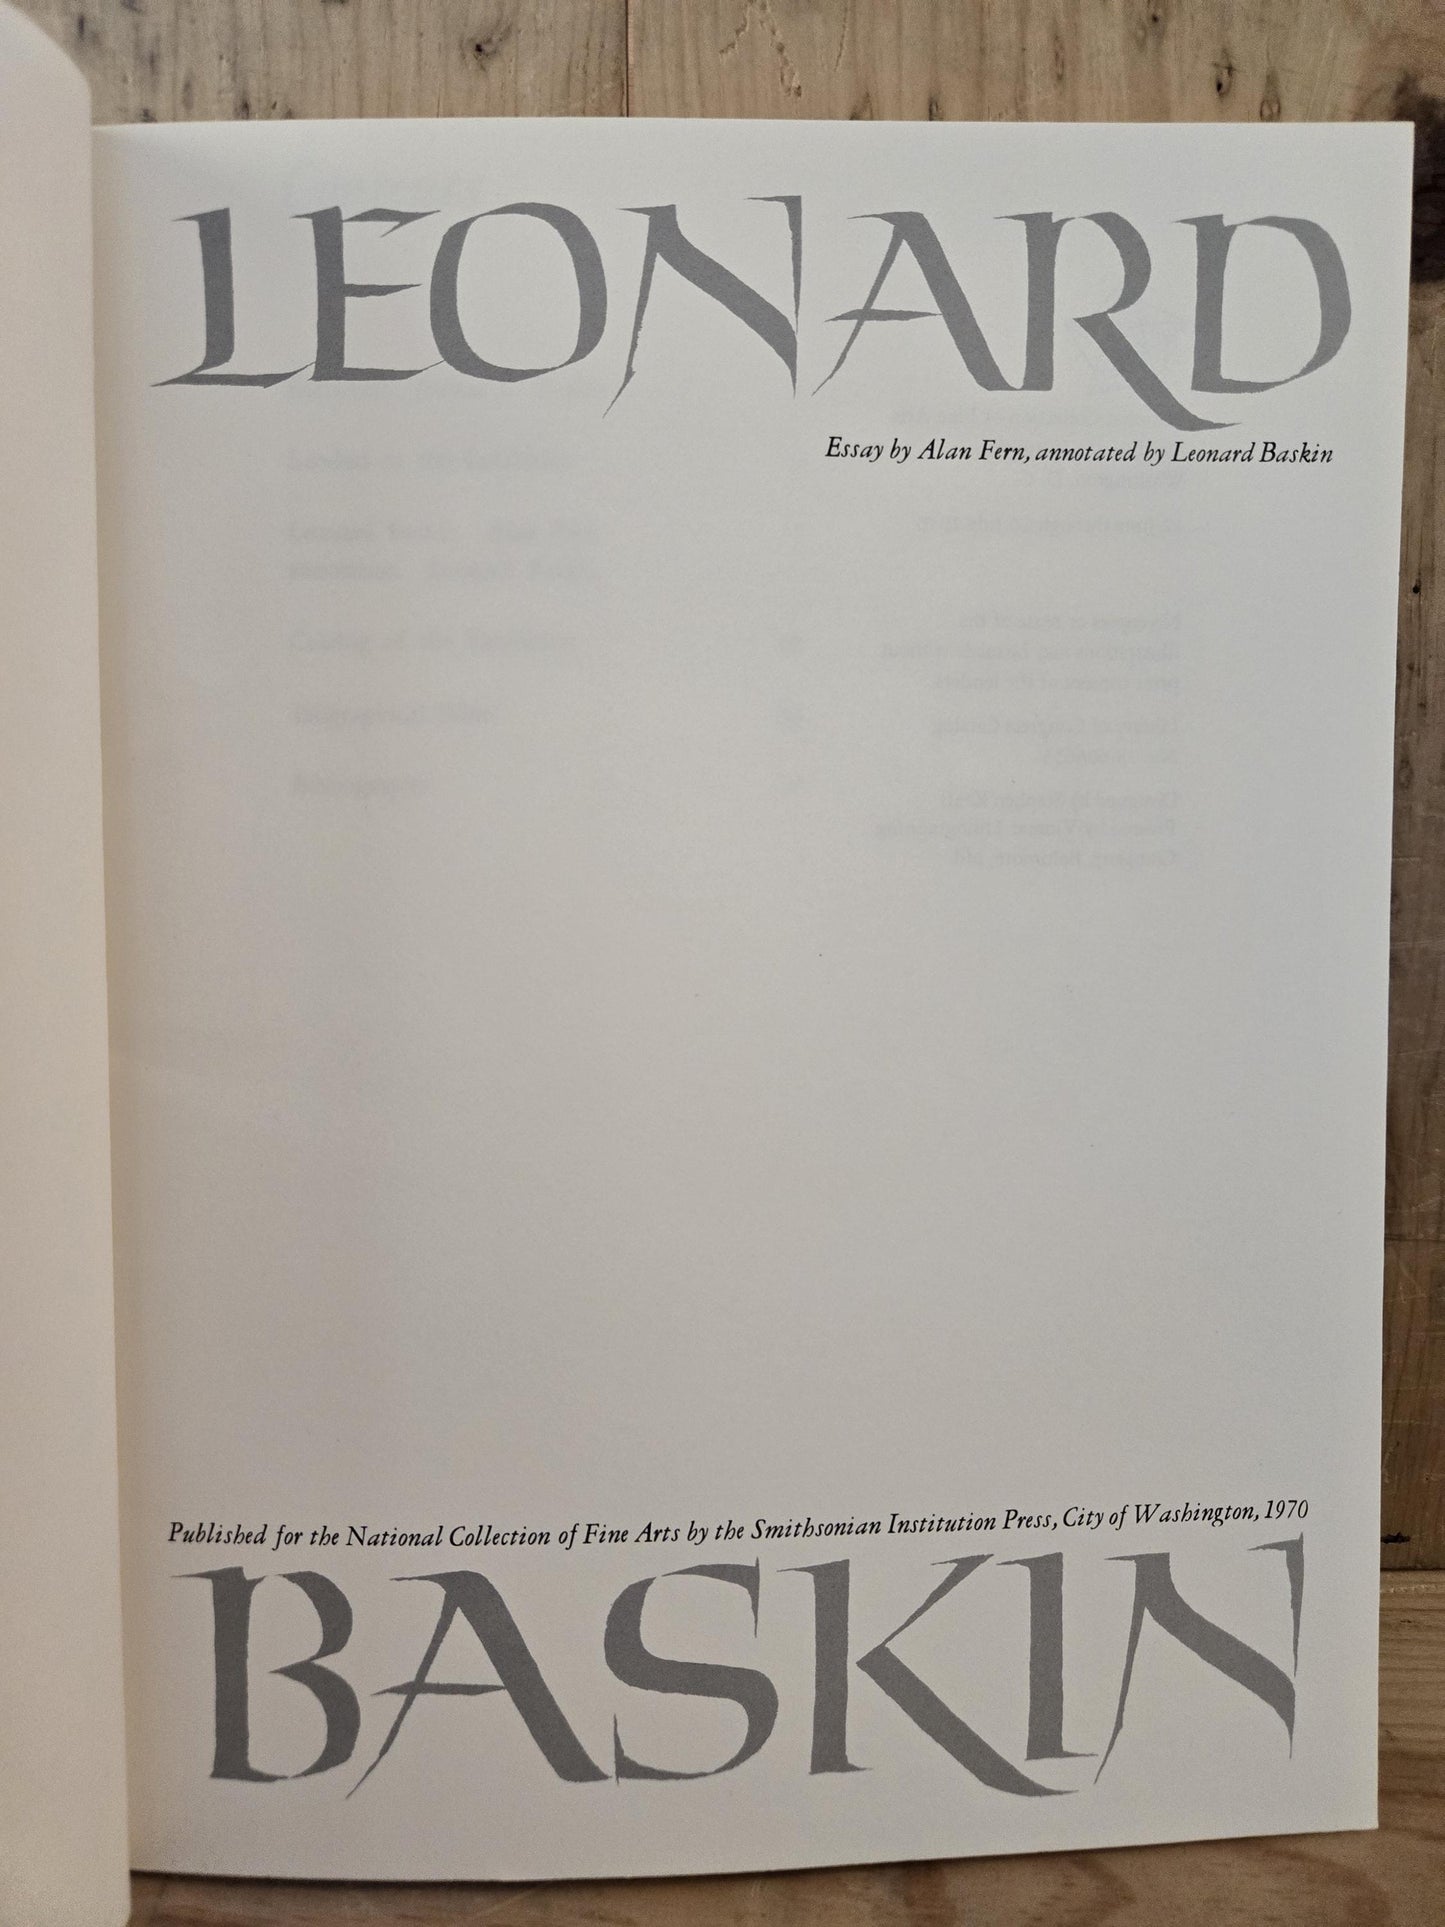 LEONARD
Essay by Alan Fern, annotated by Leonard Baskin
Published for the National Collection of Fine Arts by the Smithsonian Institution Press, City of Washington, 1970
BASKIN